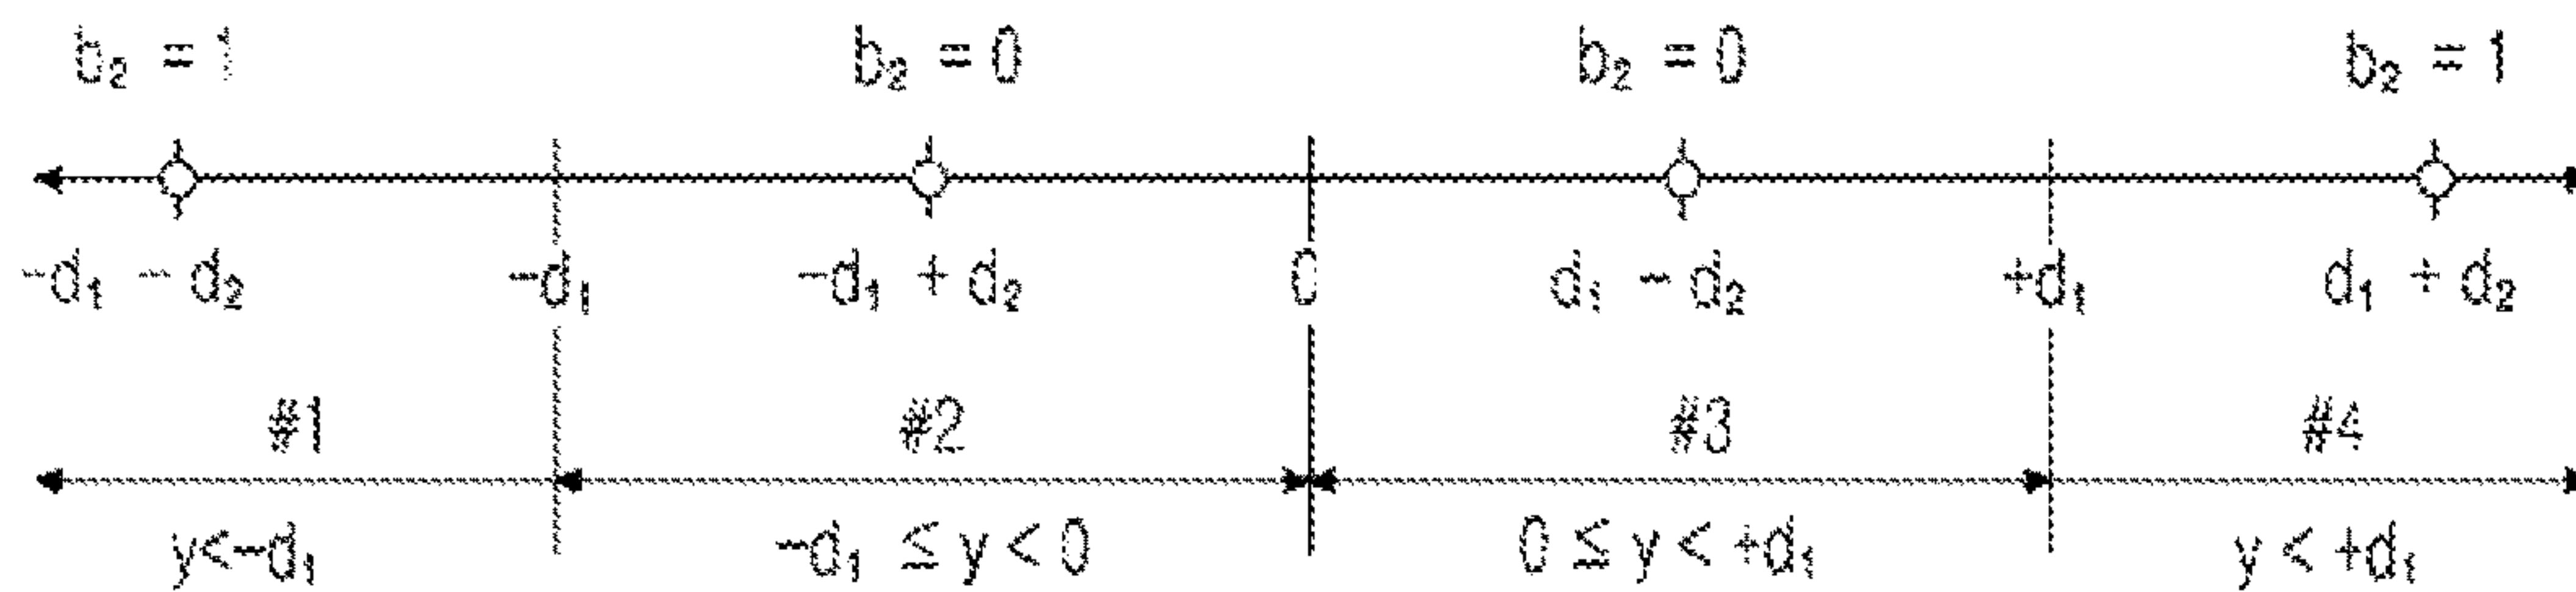 b₂ = 1 b₂ = 0 b₂ = 0 b₂ = 1
-d₁ - d₂ -d₁ -d₁ + d₂ 0 d₁ - d₂ +d₁ d₁ + d₂
#1 #2 #3 #4
y<-d₁ -d₁ ≤ y < 0 0 ≤ y < +d₁ y < +d₁